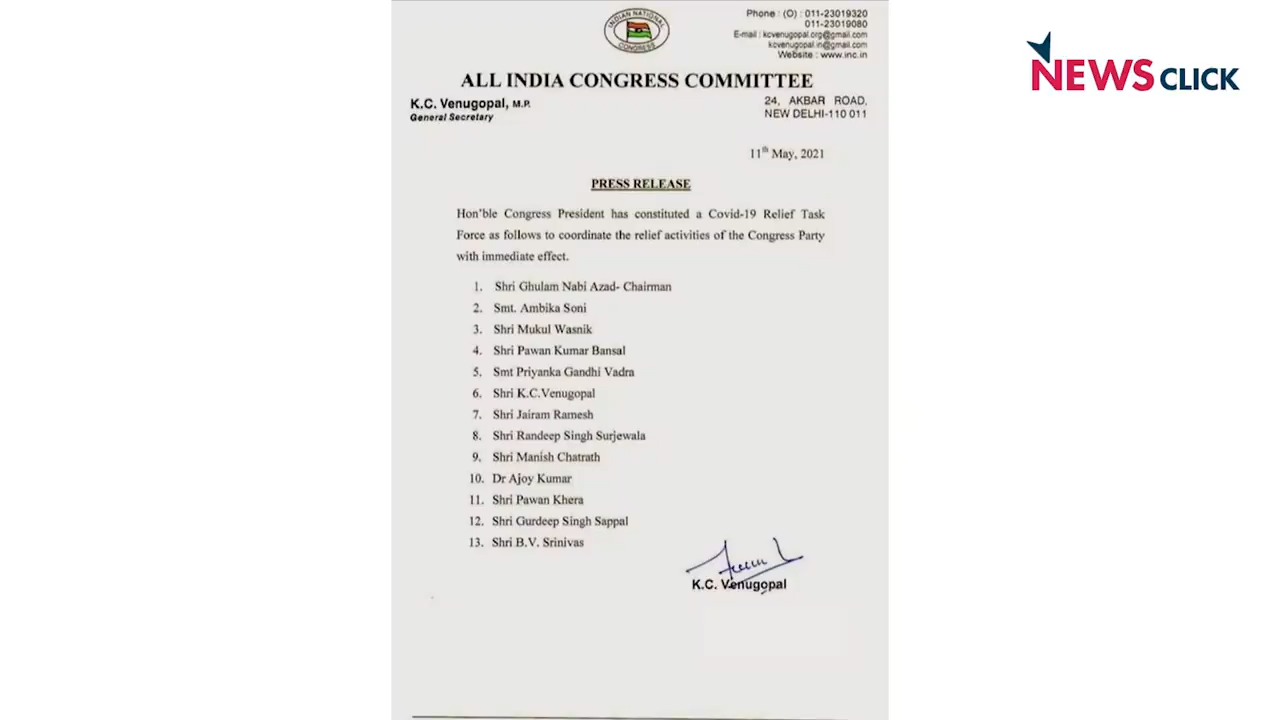 INDIAN NATIONAL
CONGRESS
Phone : (O) : 011-23019320
011-23019080
E-mail : kcvenugopal.org@gmail.com
kcvenugopal.in@gmail.com
Website : www.inc.in
NEWS CLICK
ALL INDIA CONGRESS COMMITTEE
K.C. Venugopal, M.P.
General Secretary
24, AKBAR ROAD,
NEW DELHI-110 011
11th May, 2021
PRESS RELEASE
Hon'ble Congress President has constituted a Covid-19 Relief Task
Force as follows to coordinate the relief activities of the Congress Party
with immediate effect.
1. Shri Ghulam Nabi Azad- Chairman
2. Smt. Ambika Soni
3. Shri Mukul Wasnik
4. Shri Pawan Kumar Bansal
5. Smt Priyanka Gandhi Vadra
6. Shri K.C.Venugopal
7. Shri Jairam Ramesh
8. Shri Randeep Singh Surjewala
9. Shri Manish Chatrath
10. Dr Ajoy Kumar
11. Shri Pawan Khera
12. Shri Gurdeep Singh Sappal
13. Shri B.V. Srinivas
K.C. Venugopal